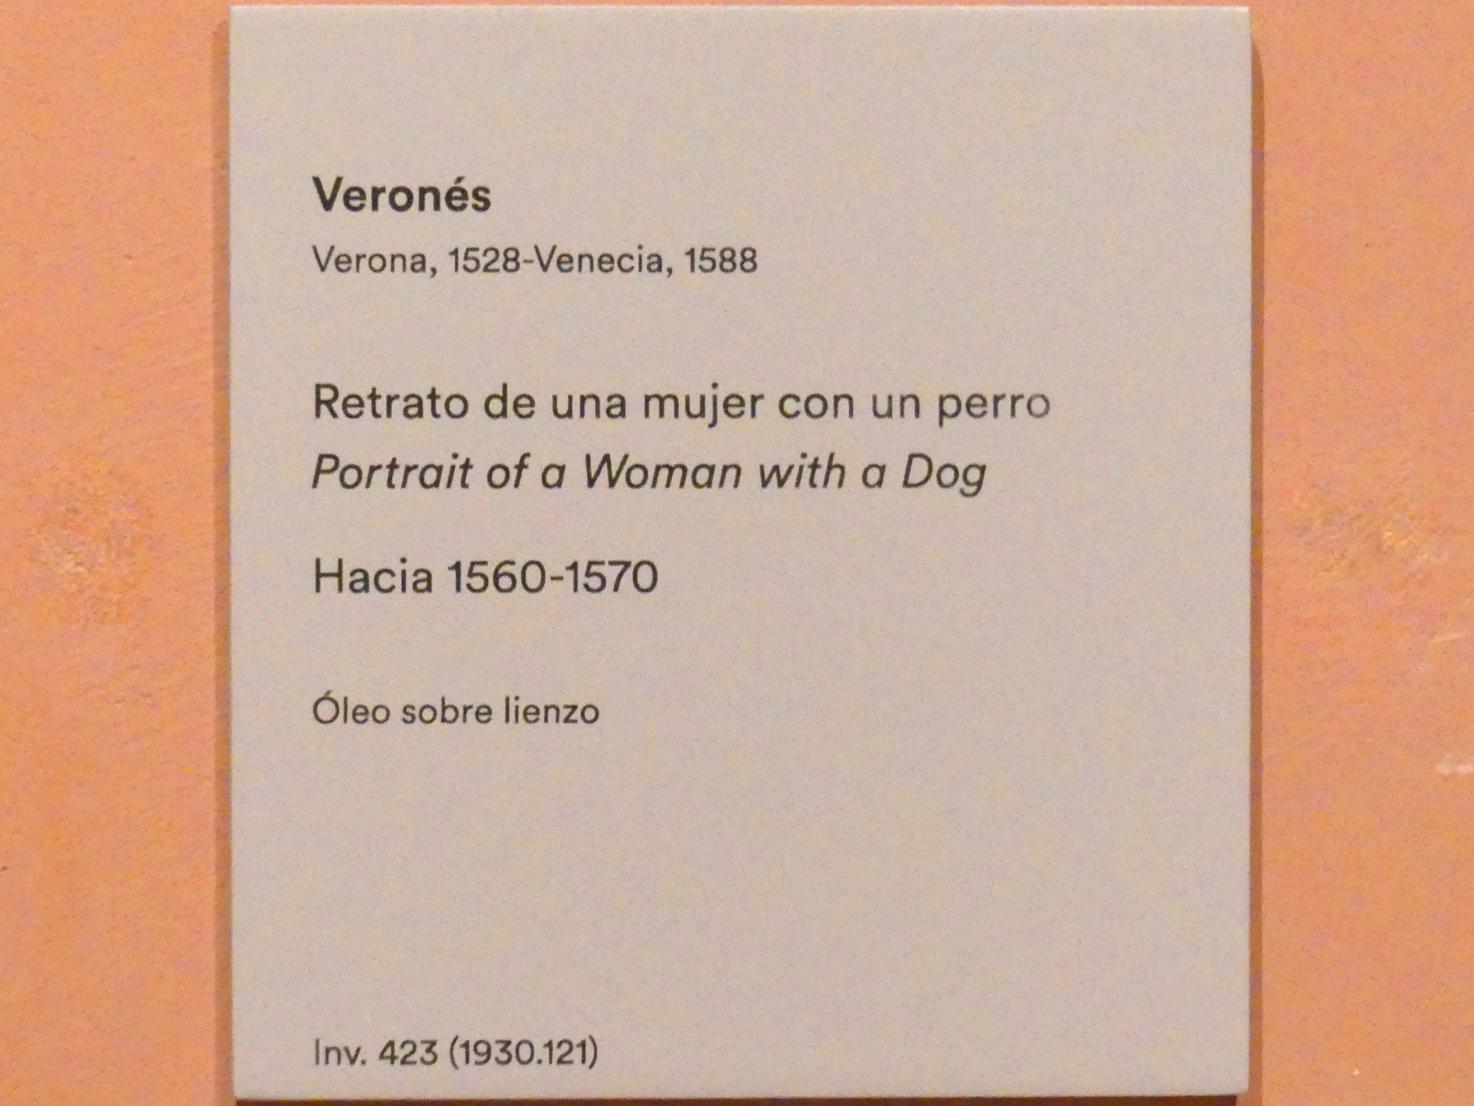 Veronés
Verona, 1528-Venecia, 1588
Retrato de una mujer con un perro
Portrait of a Woman with a Dog
Hacia 1560-1570
Óleo sobre lienzo
Inv. 423 (1930.121)